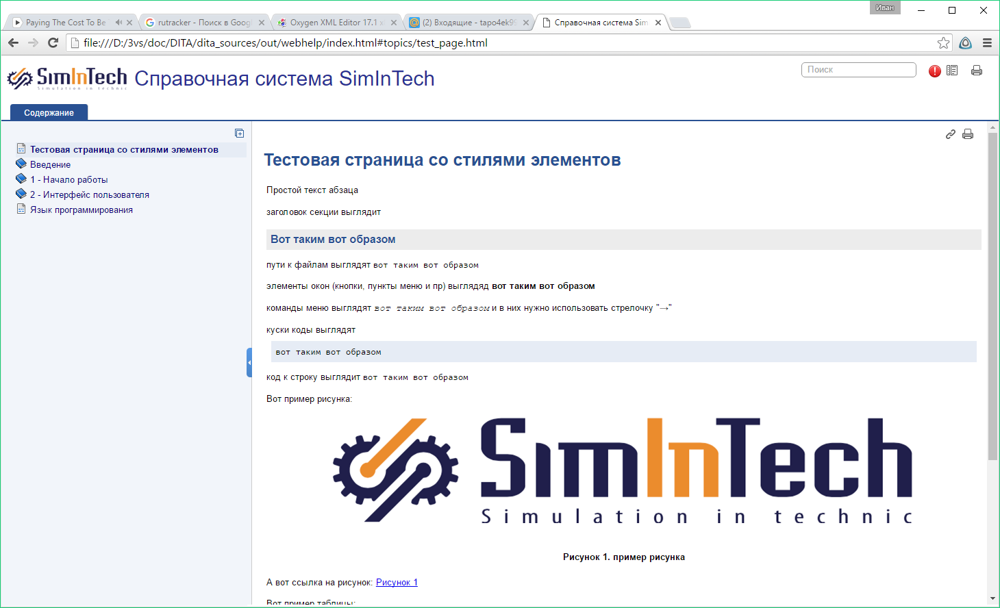 Иван
Paying The Cost To Be
rutracker - Поиск в Goog
Oxygen XML Editor 17.1 x
(2) Входящие - tapo4ek99
Справочная система Sim
file:///D:/3vs/doc/DITA/dita_sources/out/webhelp/index.html#topics/test_page.html
SimInTech
Simulation in technic
Справочная система SimInTech
Поиск
Содержание
Тестовая страница со стилями элементов
Введение
1 - Начало работы
2 - Интерфейс пользователя
Язык программирования
Тестовая страница со стилями элементов
Простой текст абзаца
заголовок секции выглядит
Вот таким вот образом
пути к файлам выглядят вот таким вот образом
элементы окон (кнопки, пункты меню и пр) выглядяд вот таким вот образом
команды меню выглядят вот таким вот образом и в них нужно использовать стрелочку "→"
куски коды выглядят
вот таким вот образом
код к строку выглядит вот таким вот образом
Вот пример рисунка:
SimInTech
Simulation in technic
Рисунок 1. пример рисунка
А вот ссылка на рисунок: Рисунок 1
Вот пример таблицы: